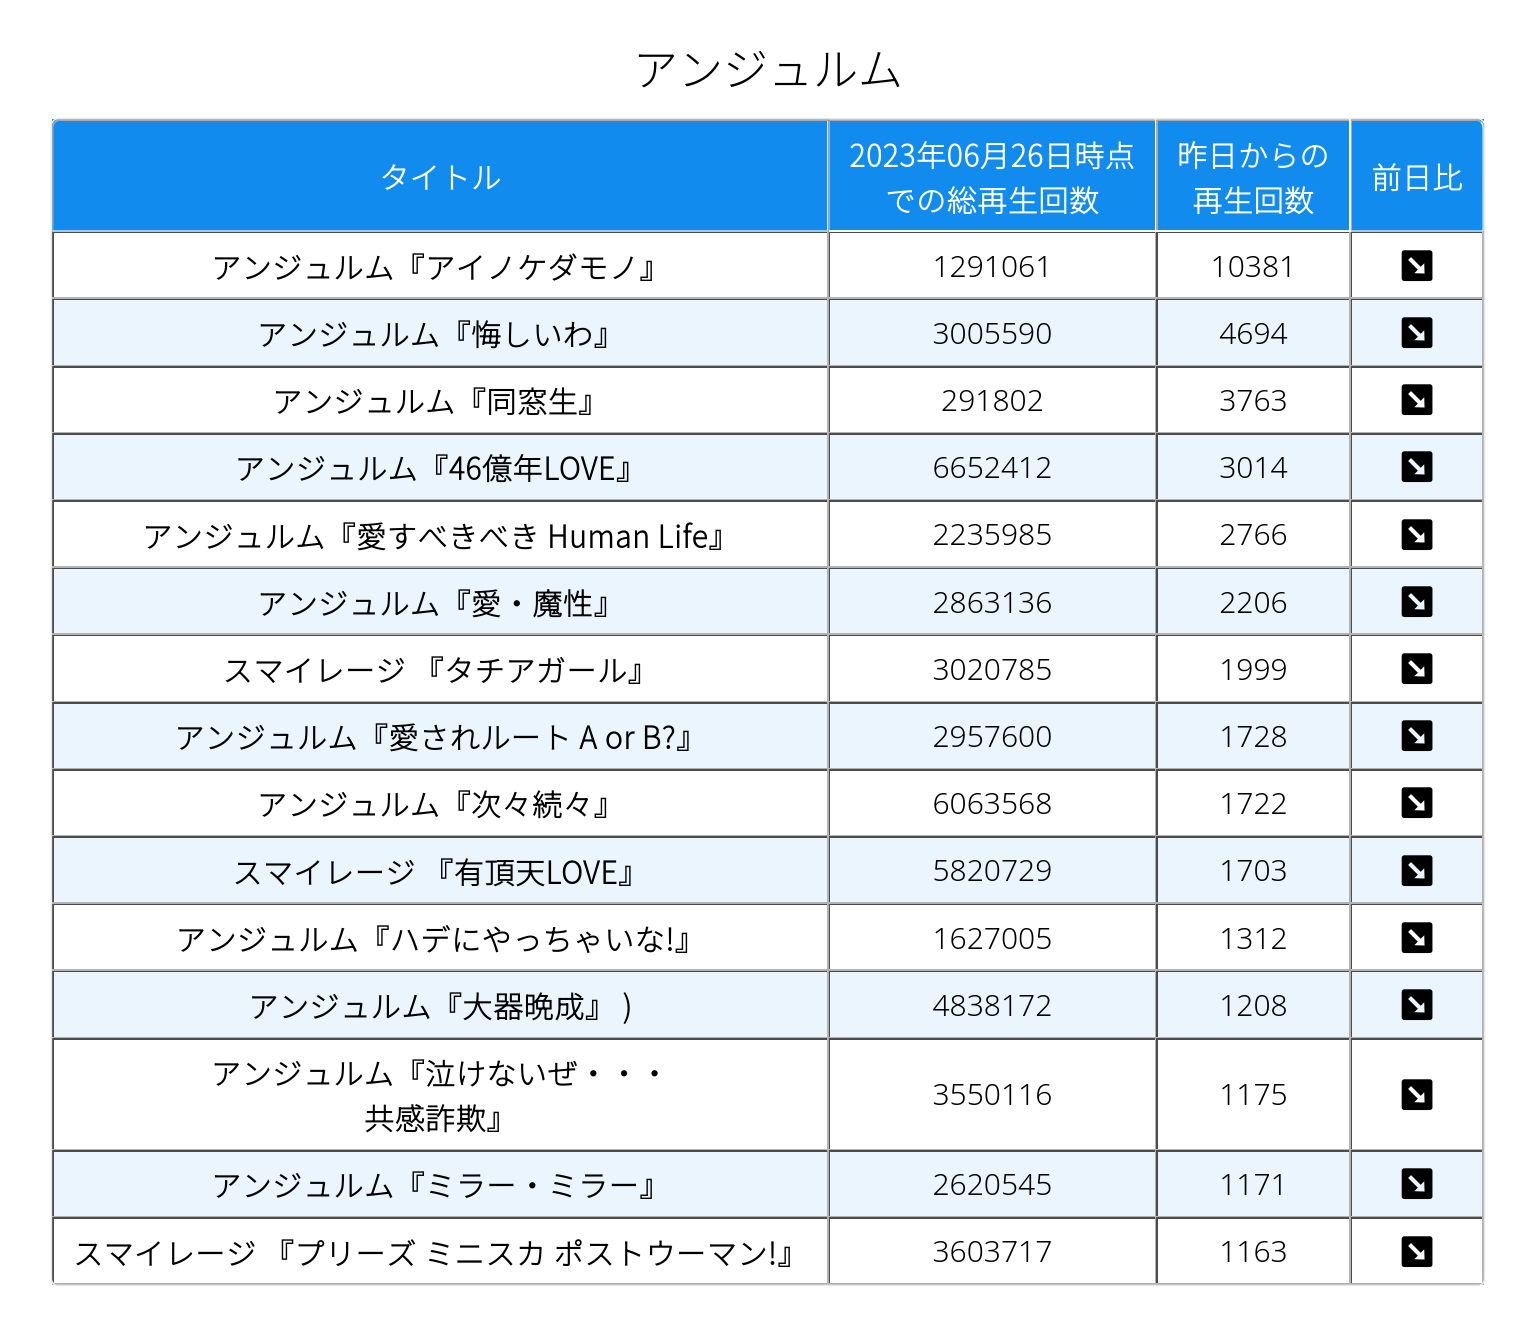 アンジュルム
タイトル
2023年06月26日時点
での総再生回数
昨日からの
再生回数
前日比
アンジュルム『アイノケダモノ』 1291061 10381
アンジュルム『悔しいわ』 3005590 4694
アンジュルム『同窓生』 291802 3763
アンジュルム『46億年LOVE』 6652412 3014
アンジュルム『愛すべきべき Human Life』 2235985 2766
アンジュルム『愛・魔性』 2863136 2206
スマイレージ 『タチアガール』 3020785 1999
アンジュルム『愛されルート A or B?』 2957600 1728
アンジュルム『次々続々』 6063568 1722
スマイレージ 『有頂天LOVE』 5820729 1703
アンジュルム『ハデにやっちゃいな!』 1627005 1312
アンジュルム『大器晩成』 ) 4838172 1208
アンジュルム『泣けないぜ・・・
共感詐欺』 3550116 1175
アンジュルム『ミラー・ミラー』 2620545 1171
スマイレージ 『プリーズ ミニスカ ポストウーマン!』 3603717 1163